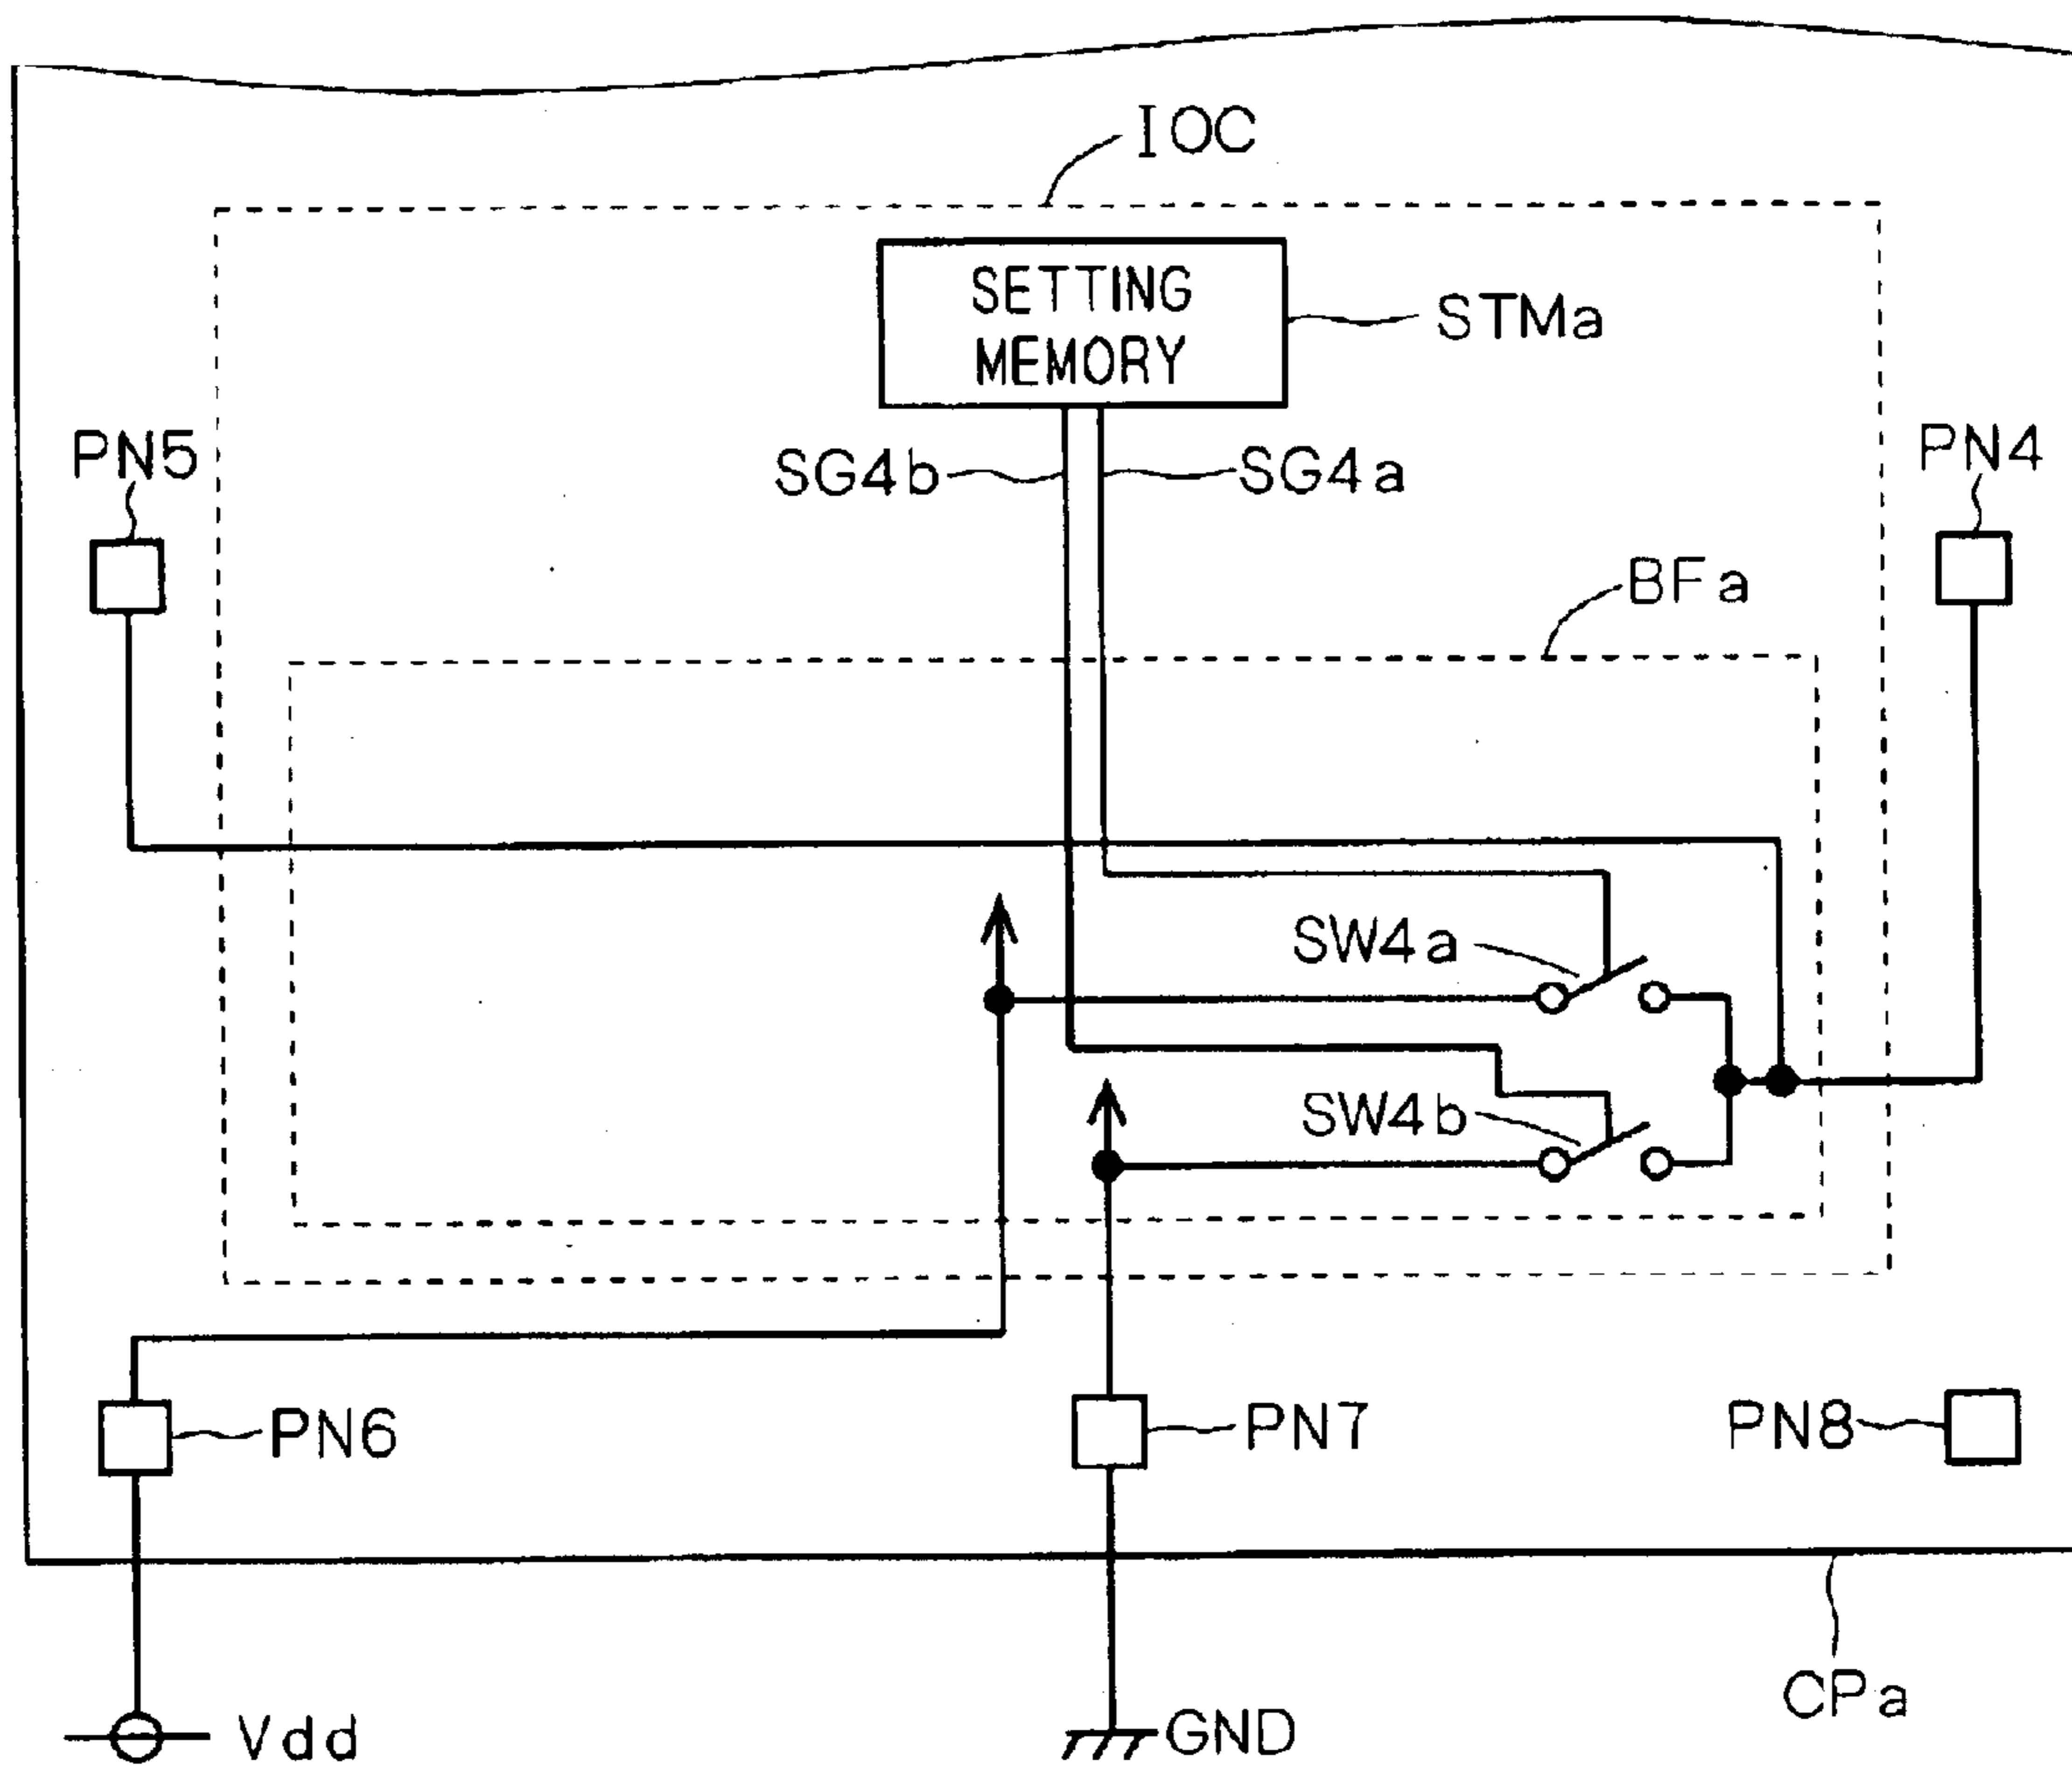 IOC
SETTING
MEMORY
STMa
PN5
SG4b
SG4a
PN4
BFa
SW4a
SW4b
PN6
PN7
PN8
CPa
Vdd
GND